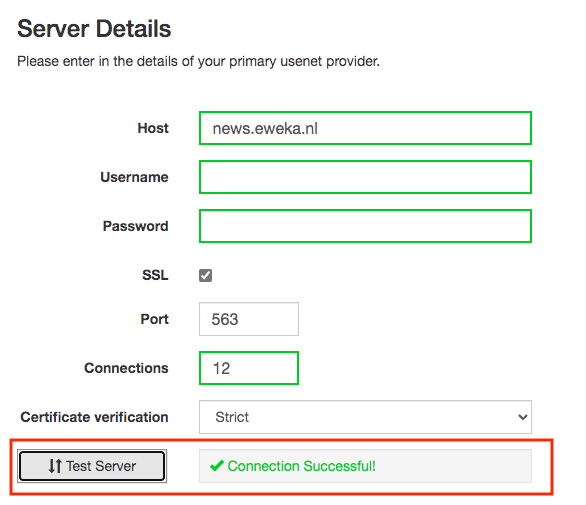 Server Details
Please enter in the details of your primary usenet provider.
Host news.eweka.nl
Username
Password
SSL
Port 563
Connections 12
Certificate verification Strict
Test Server Connection Successful!